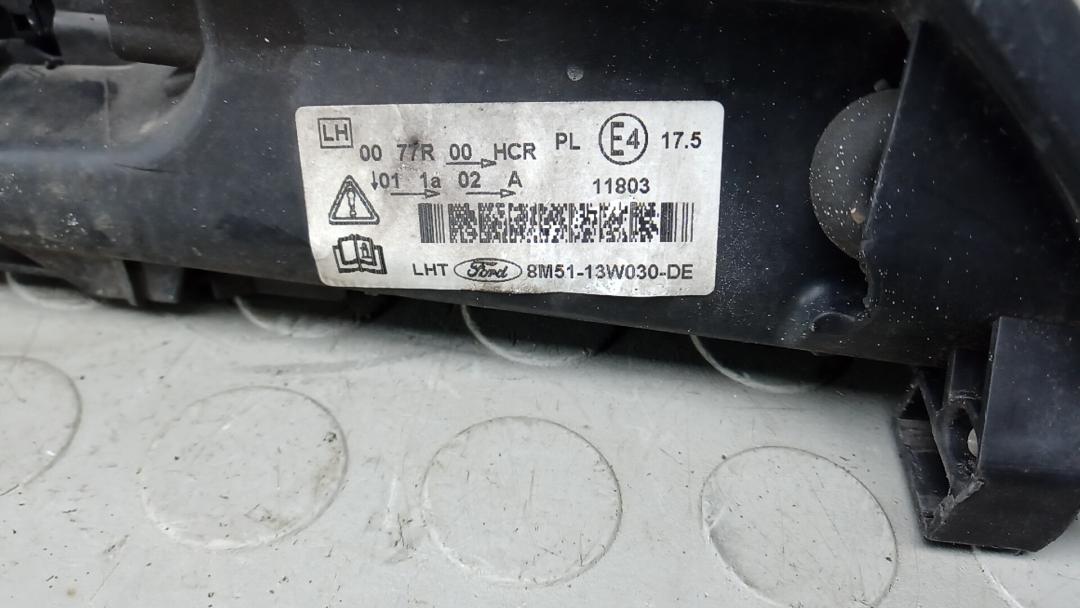 LH
00 77R 00 HCR PL E4 17.5
↓01 1a 02 A 11803
LHT Ford 8M51-13W030-DE